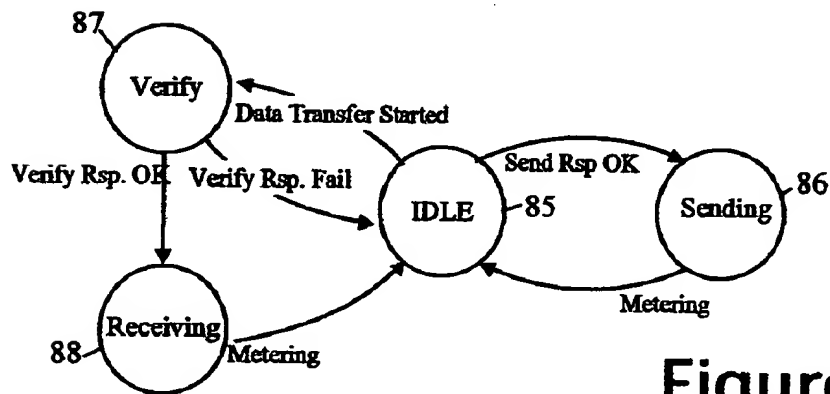 87
Verify
Data Transfer Started
Verify Rsp. OK
Verify Rsp. Fail
Send Rsp OK
IDLE
85
Sending
86
Metering
Receiving
88
Metering
Figure